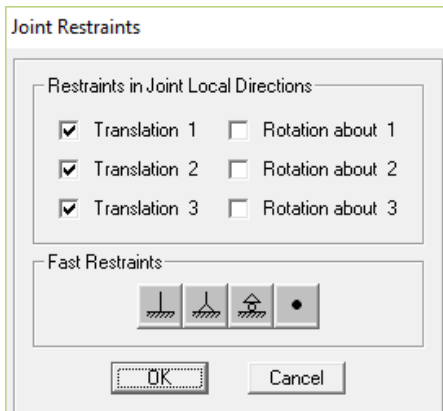 Joint Restraints
Restraints in Joint Local Directions
Translation 1 Rotation about 1
Translation 2 Rotation about 2
Translation 3 Rotation about 3
Fast Restraints
OK Cancel